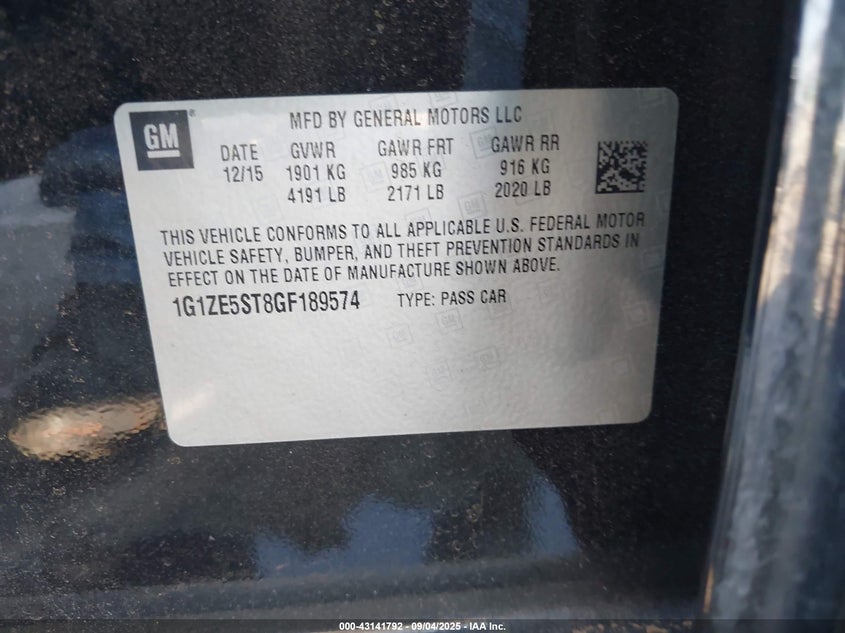 GM ®
MFD BY GENERAL MOTORS LLC
DATE GVWR GAWR FRT GAWR RR
12/15 1901 KG 985 KG 916 KG
4191 LB 2171 LB 2020 LB
THIS VEHICLE CONFORMS TO ALL APPLICABLE U.S. FEDERAL MOTOR
VEHICLE SAFETY, BUMPER, AND THEFT PREVENTION STANDARDS IN
EFFECT ON THE DATE OF MANUFACTURE SHOWN ABOVE.
1G1ZE5ST8GF189574 TYPE: PASS CAR
000-43141792 - 09/04/2025 - IAA Inc.